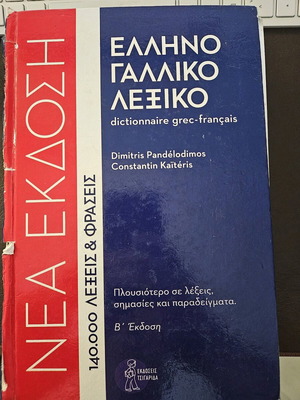 ΝΕΑ ΕΚΔΟΣΗ
140.000 ΛΕΞΕΙΣ & ΦΡΑΣΕΙΣ
ΕΛΛΗΝΟ
ΓΑΛΛΙΚΟ
ΛΕΞΙΚΟ
dictionnaire grec-français
Dimitris Pandélodimos
Constantin Kaïtéris
Πλουσιότερο σε λέξεις,
σημασίες και παραδείγματα.
Β΄ Έκδοση
ΕΚΔΟΣΕΙΣ
ΤΣΙΓΑΡΙΔΑ